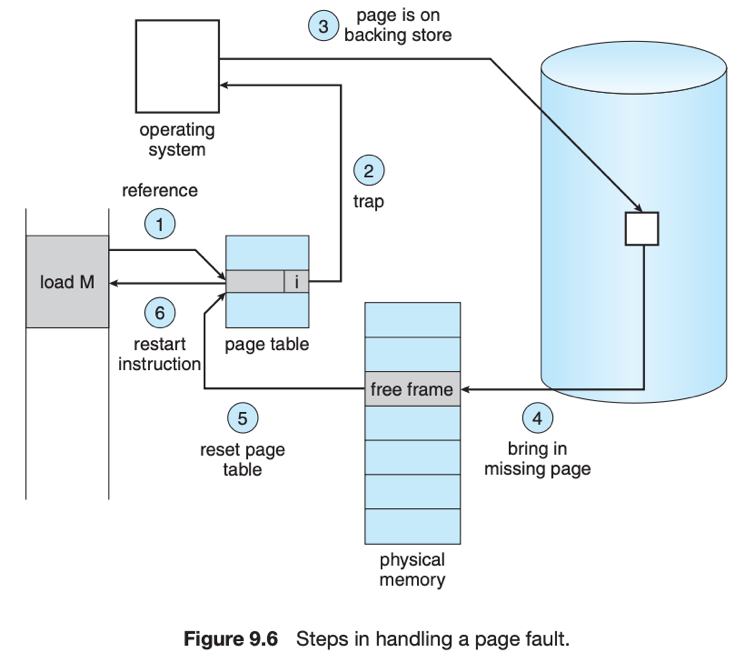 3
page is on
backing store
operating
system
2
trap
reference
1
load M
i
6
restart
instruction
page table
free frame
5
reset page
table
4
bring in
missing page
physical
memory
Figure 9.6 Steps in handling a page fault.